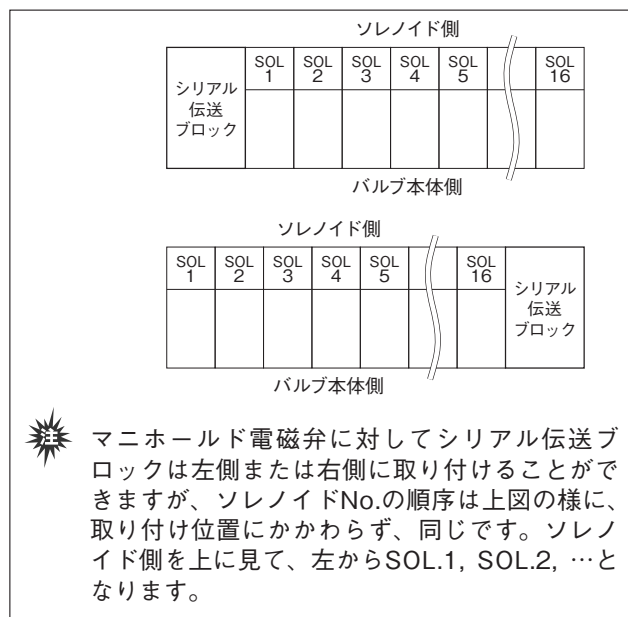 ソレノイド側
シリアル
伝送
ブロック
SOL
1
SOL
2
SOL
3
SOL
4
SOL
5
SOL
16
バルブ本体側
ソレノイド側
SOL
1
SOL
2
SOL
3
SOL
4
SOL
5
SOL
16
シリアル
伝送
ブロック
バルブ本体側
注 マニホールド電磁弁に対してシリアル伝送ブ
ロックは左側または右側に取り付けることがで
きますが、ソレノイドNo.の順序は上図の様に、
取り付け位置にかかわらず、同じです。ソレノ
イド側を上に見て、左からSOL.1, SOL.2, …と
なります。